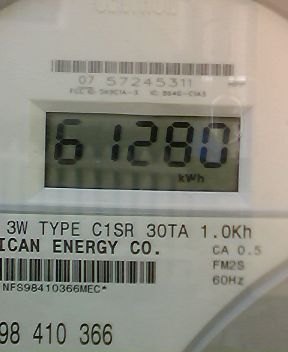 07 57245311
61280
kWh
3W TYPE C1SR 30TA 1.0Kh
ICAN ENERGY CO.
CA 0.5
FM2S
60Hz
NFS98410366MEC*
98 410 366